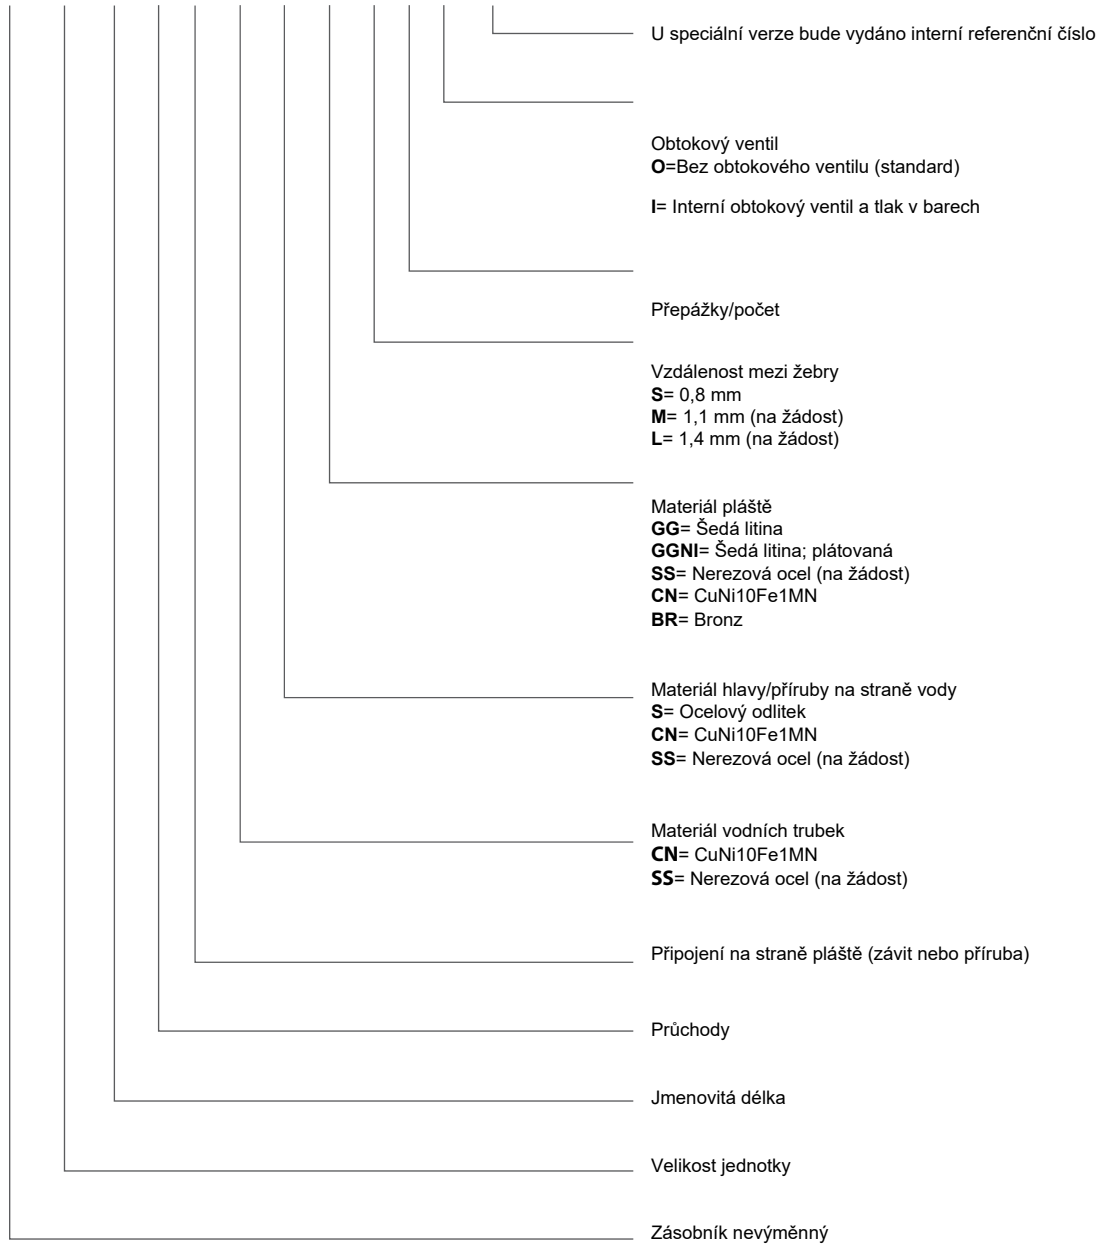 U speciální verze bude vydáno interní referenční číslo
Obtokový ventil
O=Bez obtokového ventilu (standard)
I= Interní obtokový ventil a tlak v barech
Přepážky/počet
Vzdálenost mezi žebry
S= 0,8 mm
M= 1,1 mm (na žádost)
L= 1,4 mm (na žádost)
Materiál pláště
GG= Šedá litina
GGNI= Šedá litina; plátovaná
SS= Nerezová ocel (na žádost)
CN= CuNi10Fe1MN
BR= Bronz
Materiál hlavy/příruby na straně vody
S= Ocelový odlitek
CN= CuNi10Fe1MN
SS= Nerezová ocel (na žádost)
Materiál vodních trubek
CN= CuNi10Fe1MN
SS= Nerezová ocel (na žádost)
Připojení na straně pláště (závit nebo příruba)
Průchody
Jmenovitá délka
Velikost jednotky
Zásobník nevýměnný